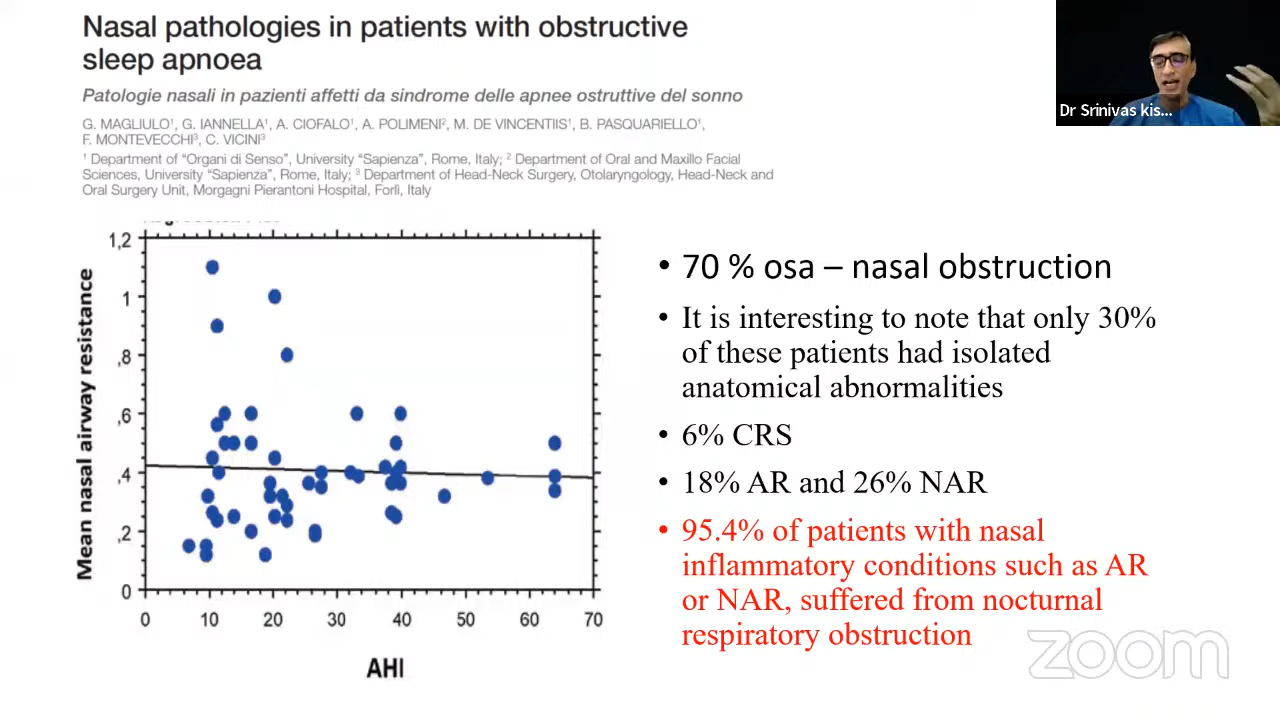 Nasal pathologies in patients with obstructive
sleep apnoea
Patologie nasali in pazienti affetti da sindrome delle apnee ostruttive del sonno
G. MAGLIULO¹, G. IANNELLA¹, A. CIOFALO¹, A. POLIMENI², M. DE VINCENTIIS¹, B. PASQUARIELLO¹,
F. MONTEVECCHI³, C. VICINI³
¹ Department of "Organi di Senso", University "Sapienza", Rome, Italy; ² Department of Oral and Maxillo Facial
Sciences, University "Sapienza", Rome, Italy; ³ Department of Head-Neck Surgery, Otolaryngology, Head-Neck and
Oral Surgery Unit, Morgagni Pierantoni Hospital, Forlì, Italy
Dr Srinivas kis...
Mean nasal airway resistance
1,2
1
,8
,6
,4
,2
0
0 10 20 30 40 50 60 70
AHI
• 70 % osa – nasal obstruction
• It is interesting to note that only 30%
of these patients had isolated
anatomical abnormalities
• 6% CRS
• 18% AR and 26% NAR
• 95.4% of patients with nasal
inflammatory conditions such as AR
or NAR, suffered from nocturnal
respiratory obstruction
zoom